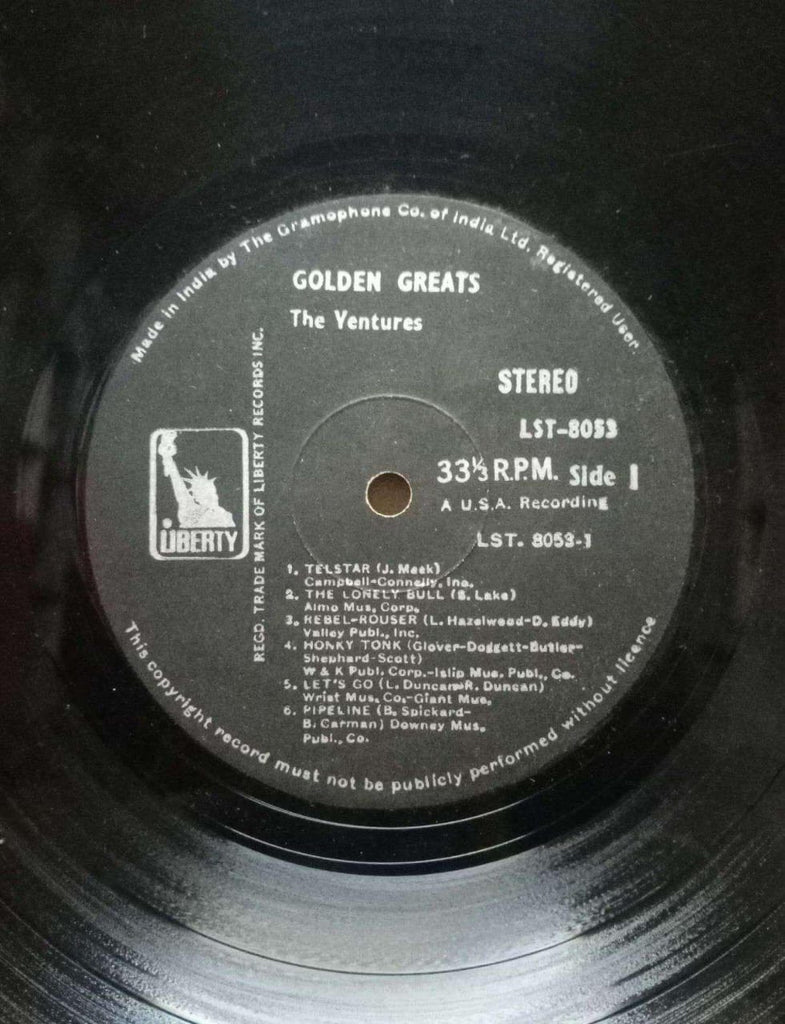 Made in India by The Gramophone Co. of India Ltd. Registered User.
GOLDEN GREATS
The Ventures
STEREO
LST-8053
33⅓ R.P.M. Side 1
A U.S.A. Recording
LST. 8053-1
REGD. TRADE MARK OF LIBERTY RECORDS INC.
LIBERTY
1. TELSTAR (J. Meek)
Campbell-Connelly, Inc.
2. THE LONELY BULL (S. Lake)
Almo Mus. Corp.
3. REBEL-ROUSER (L. Hazelwood-D. Eddy)
Valley Publ., Inc.
4. HONKY TONK (Glover-Doggett-Butler-
Shephard-Scott)
W & K Publ. Corp.-Islip Mus. Publ., Co.
5. LET'S GO (L. Duncan-R. Duncan)
Wrist Mus. Co.-Giant Mus.
6. PIPELINE (B. Spickard-
B. Carman) Downey Mus.
Publ., Co.
This copyright record must not be publicly performed without licence